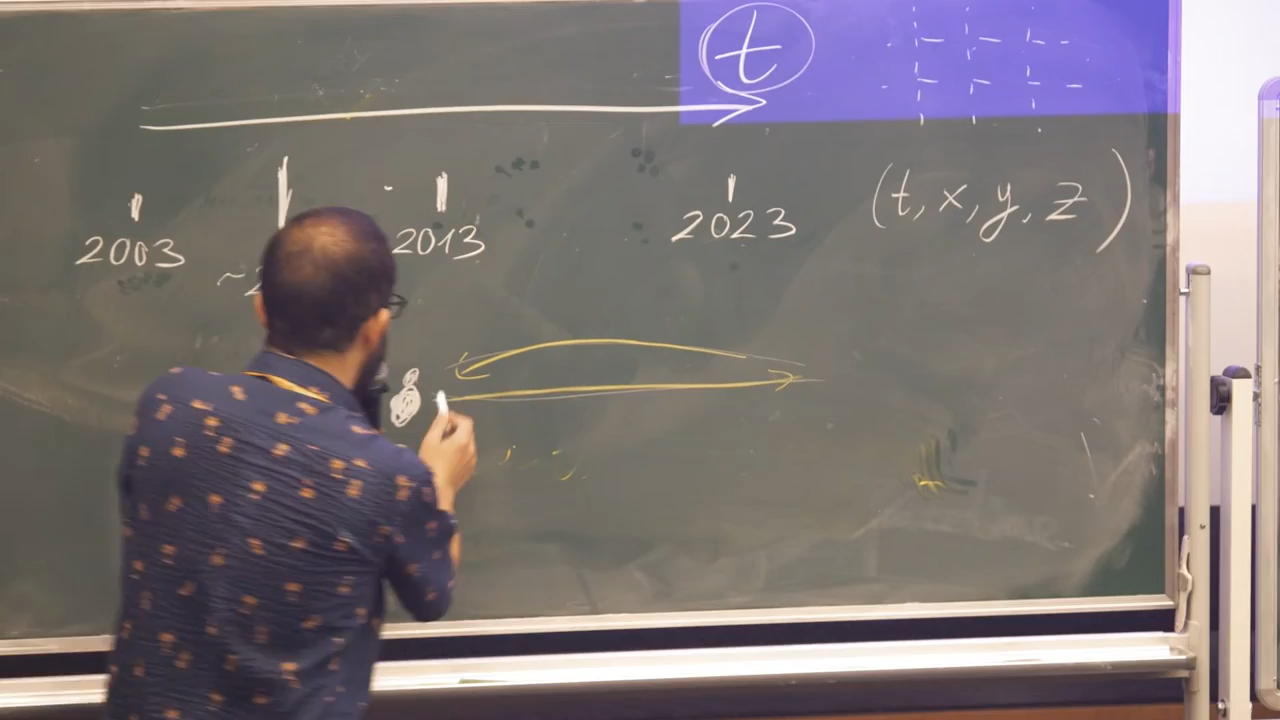 t
2003
2013
2023
(t, x, y, z)